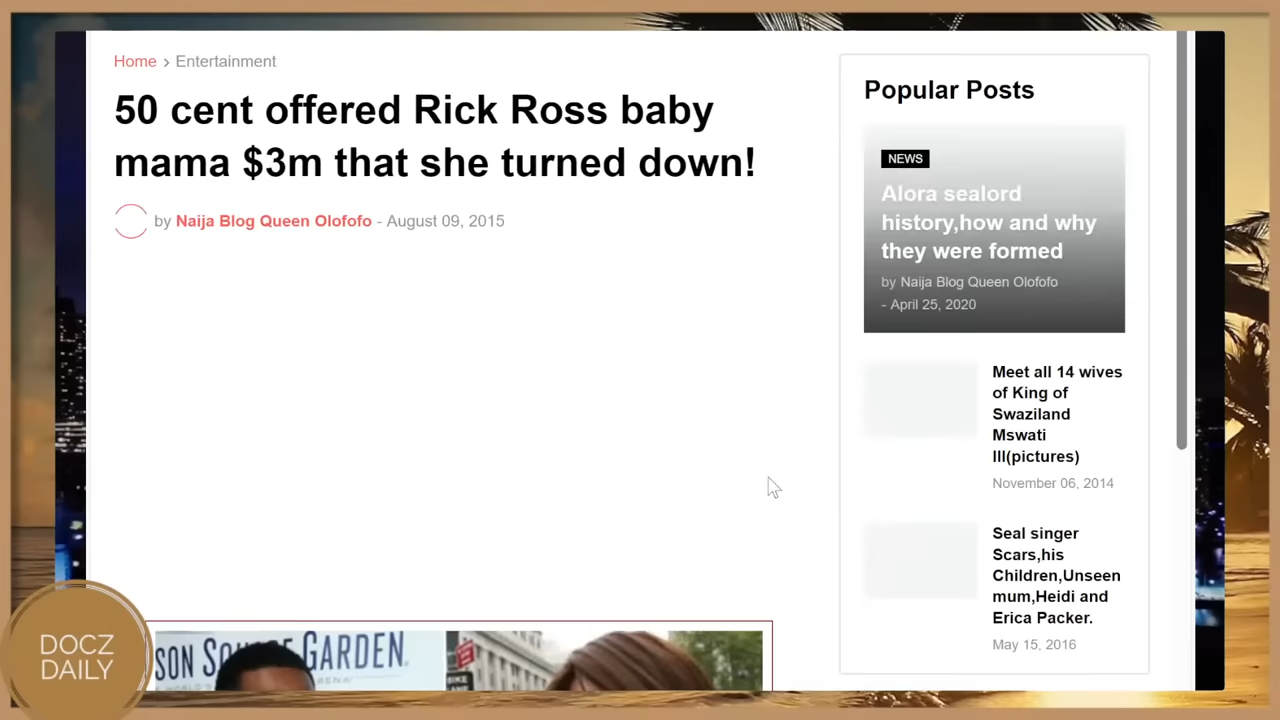 Home > Entertainment
50 cent offered Rick Ross baby
mama $3m that she turned down!
by Naija Blog Queen Olofofo - August 09, 2015
Popular Posts
NEWS
Alora sealord
history,how and why
they were formed
by Naija Blog Queen Olofofo
- April 25, 2020
Meet all 14 wives
of King of
Swaziland
Mswati
III(pictures)
November 06, 2014
Seal singer
Scars,his
Children,Unseen
mum,Heidi and
Erica Packer.
May 15, 2016
SON SQUARE GARDEN.
DOCZ
DAILY